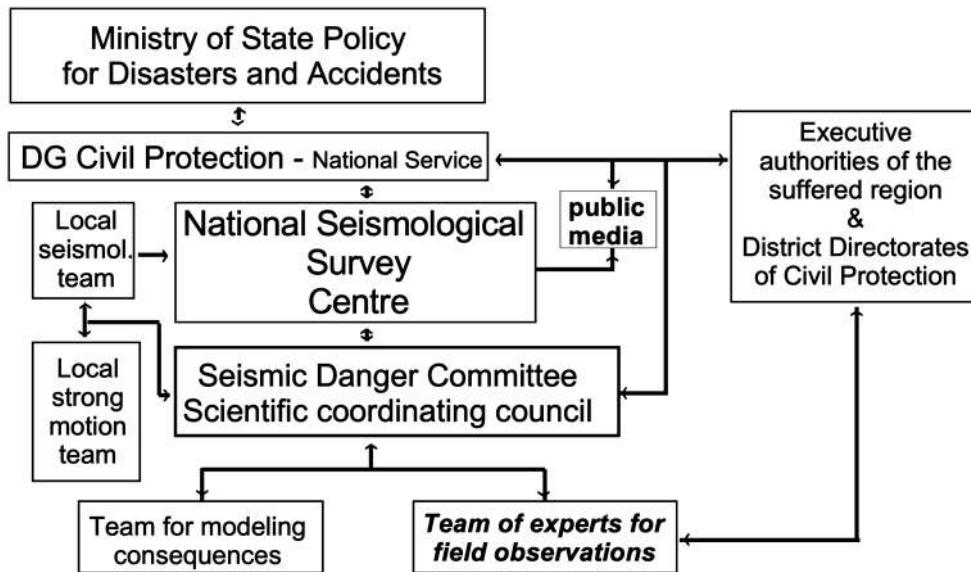 Ministry of State Policy
for Disasters and Accidents
DG Civil Protection - National Service
Executive
authorities of the
suffered region
&
District Directorates
of Civil Protection
public
media
Local
seismol.
team
National Seismological
Survey
Centre
Local
strong
motion
team
Seismic Danger Committee
Scientific coordinating council
Team for modeling
consequences
Team of experts for
field observations